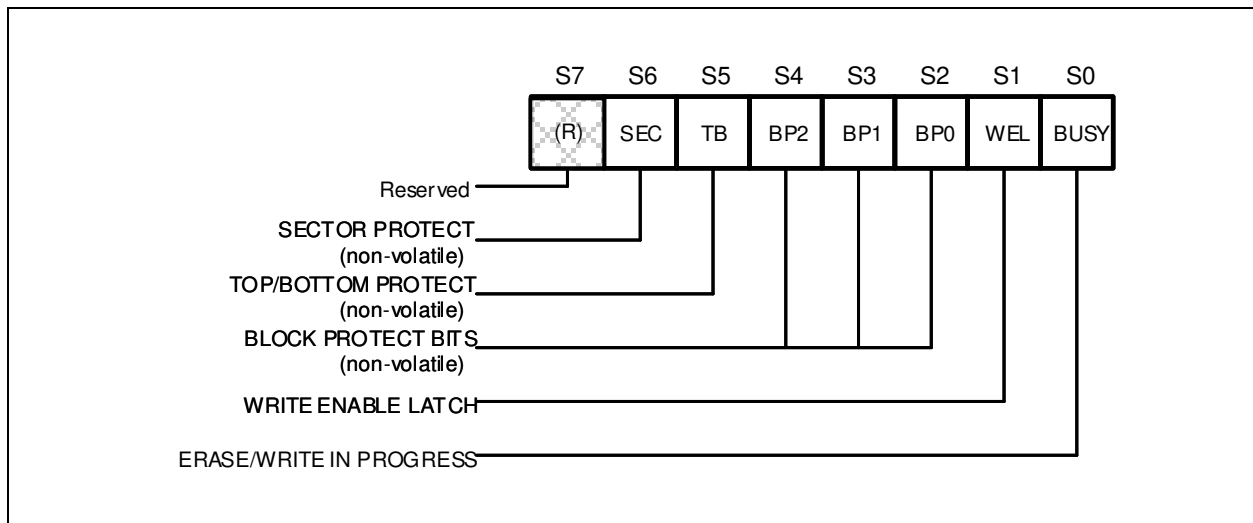 S7 S6 S5 S4 S3 S2 S1 S0
(R) SEC TB BP2 BP1 BP0 WEL BUSY
Reserved
SECTOR PROTECT
(non-volatile)
TOP/BOTTOM PROTECT
(non-volatile)
BLOCK PROTECT BITS
(non-volatile)
WRITE ENABLE LATCH
ERASE/WRITE IN PROGRESS